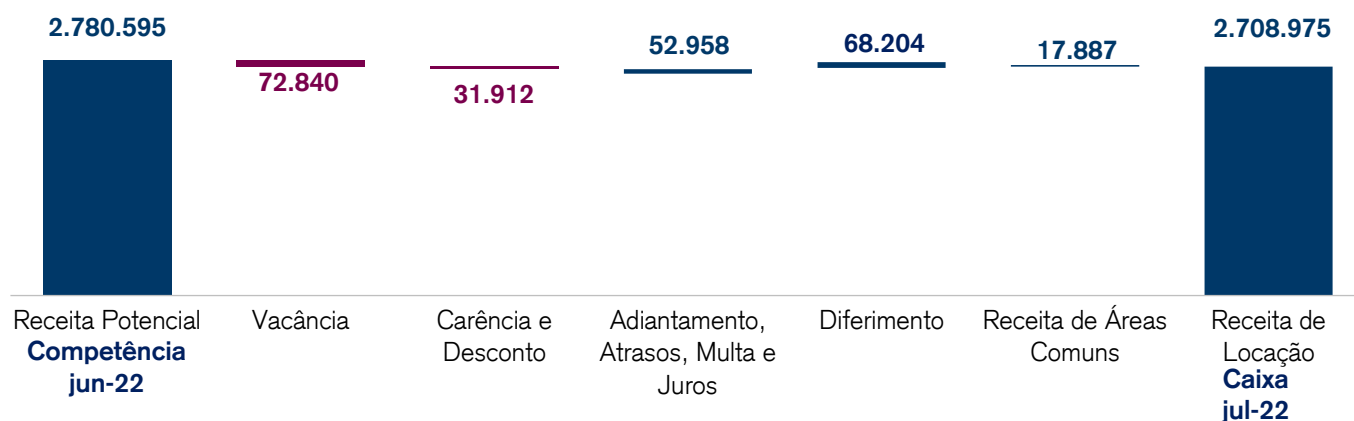 2.780.595
72.840
31.912
52.958
68.204
17.887
2.708.975
Receita Potencial
Competência
jun-22
Vacância
Carência e
Desconto
Adiantamento,
Atrasos, Multa e
Juros
Diferimento
Receita de Áreas
Comuns
Receita de
Locação
Caixa
jul-22